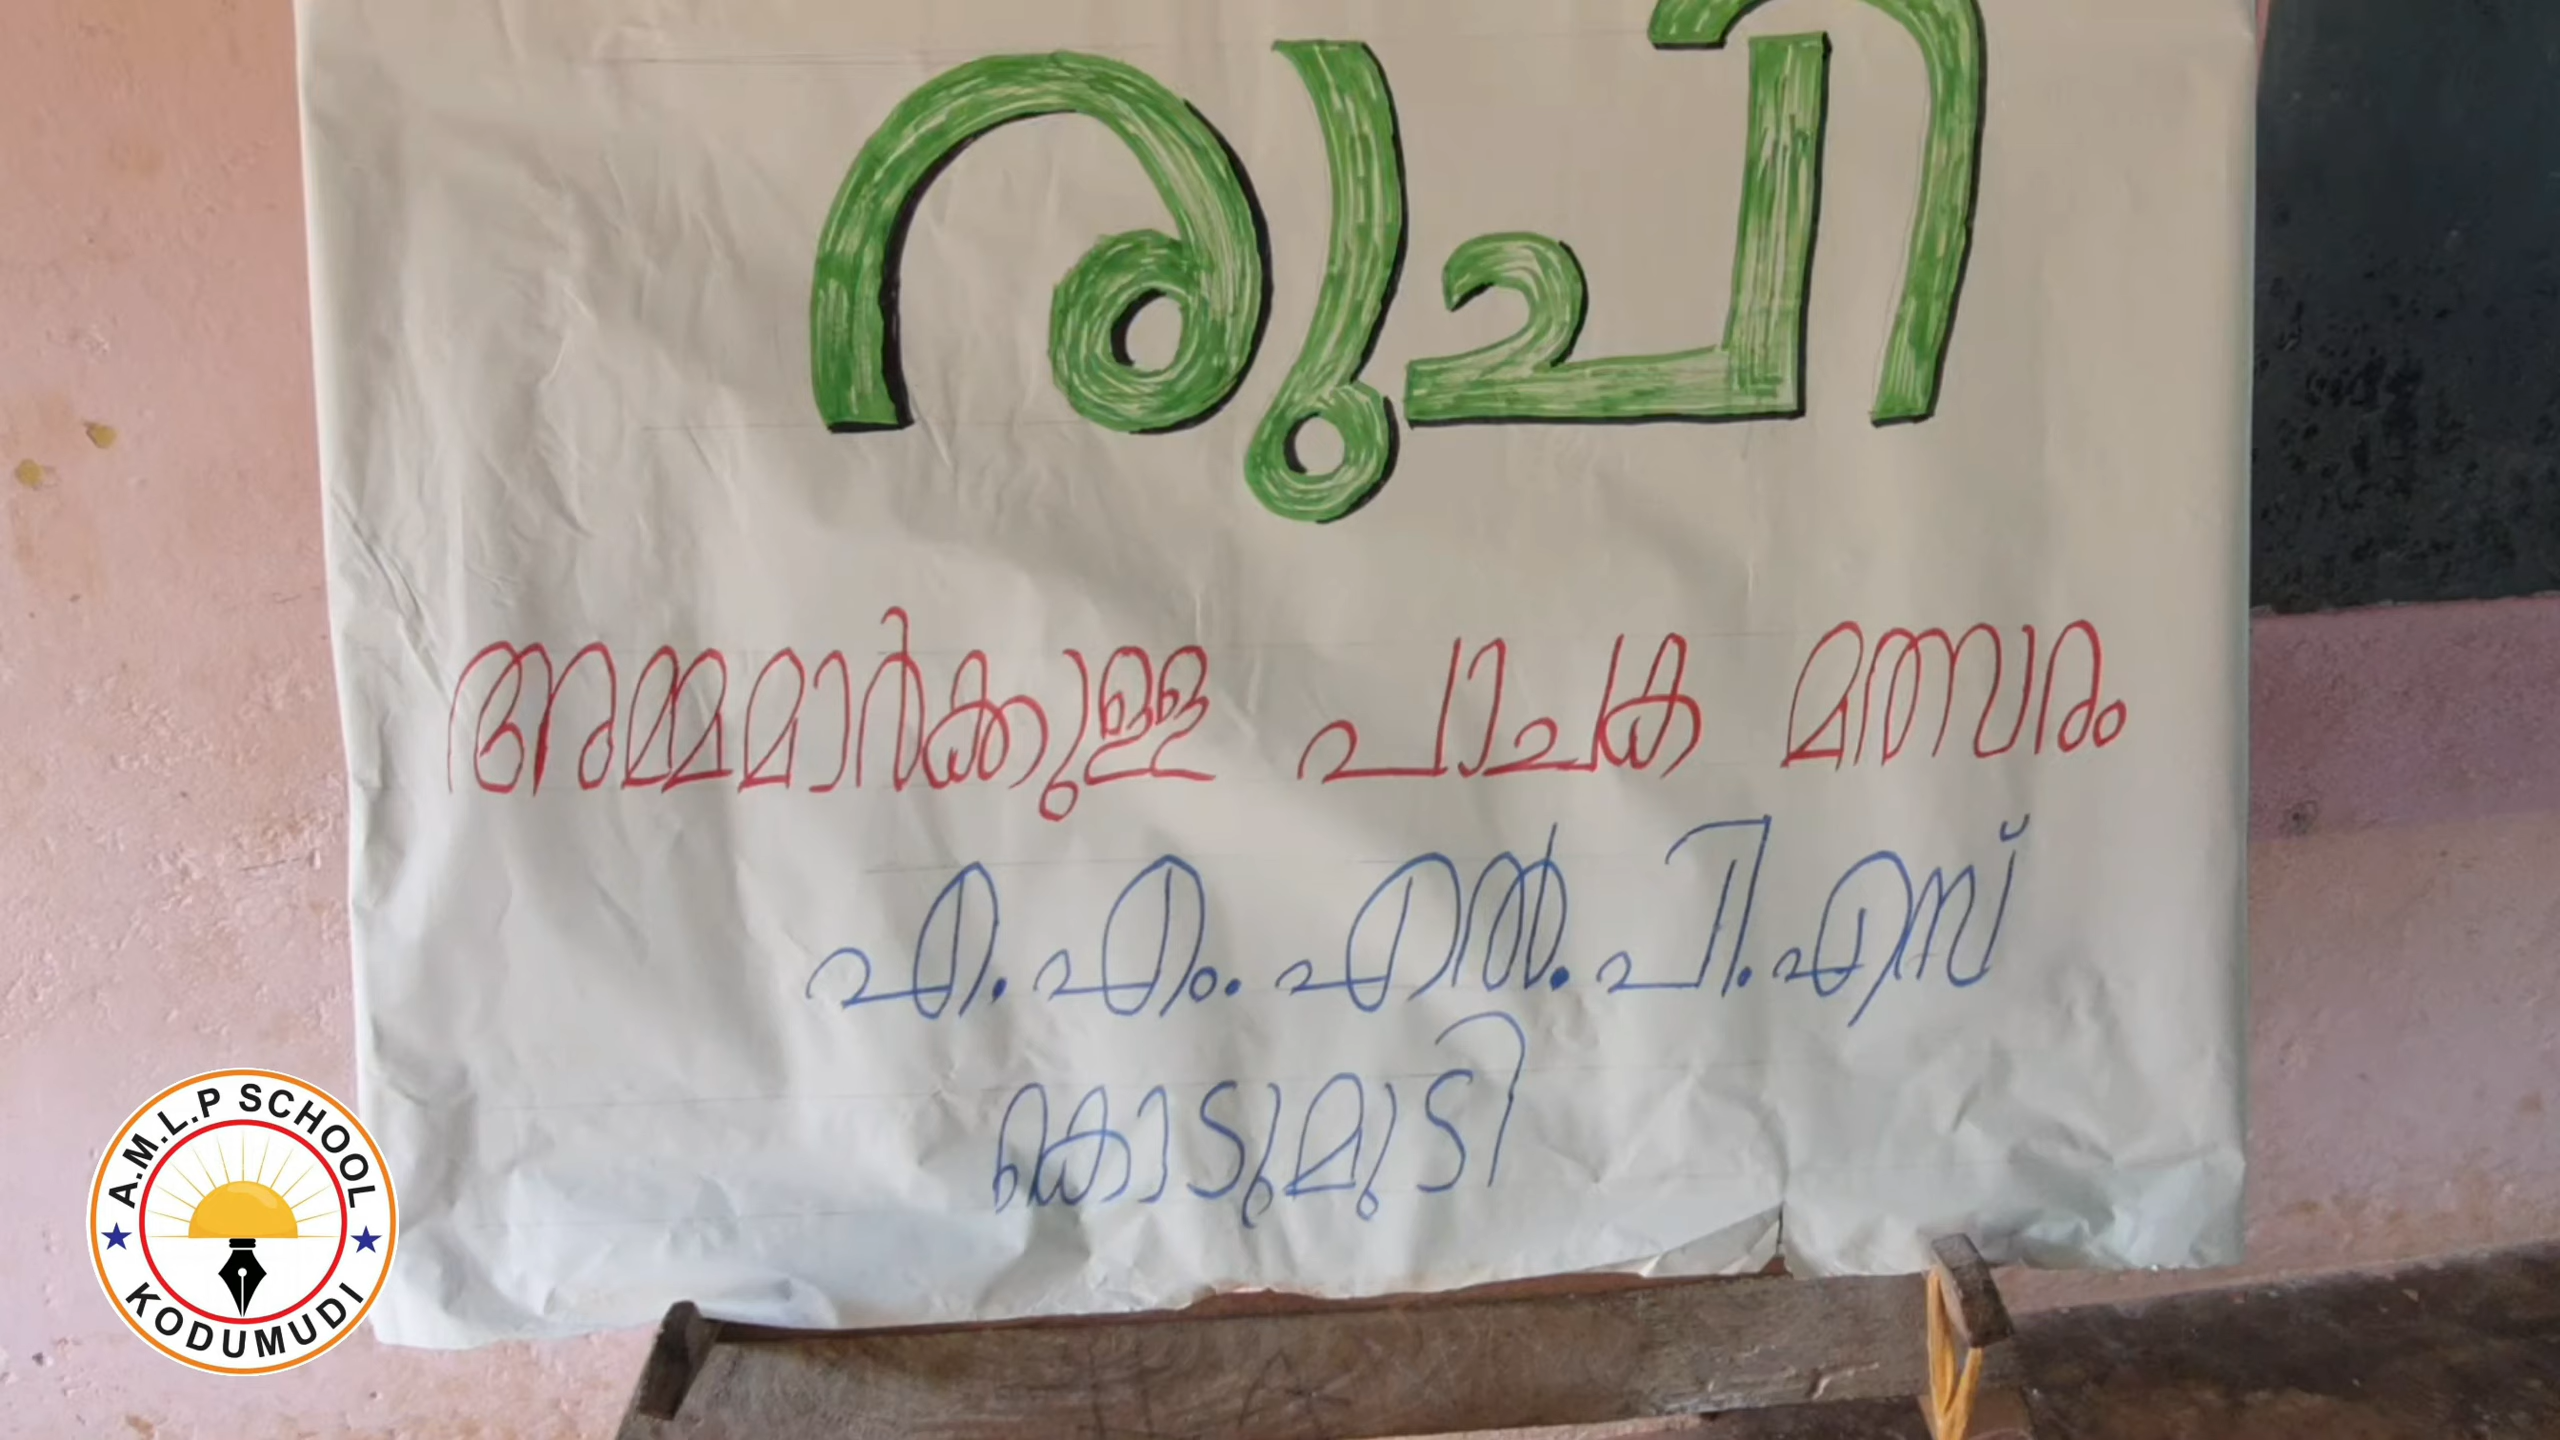 രുചി
അമ്മമാർക്കുള്ള പാചക മത്സരം
എ.എം.എൽ.പി.എസ്
കൊടുമുടി
A.M.L.P SCHOOL
KODUMUDI